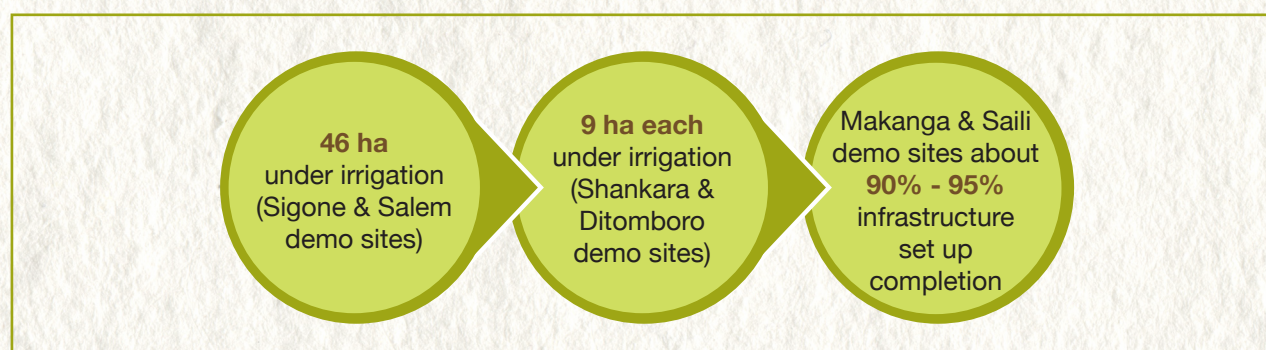 46 ha
under irrigation
(Sigone & Salem
demo sites)
9 ha each
under irrigation
(Shankara &
Ditomboro
demo sites)
Makanga & Saili
demo sites about
90% - 95%
infrastructure
set up
completion